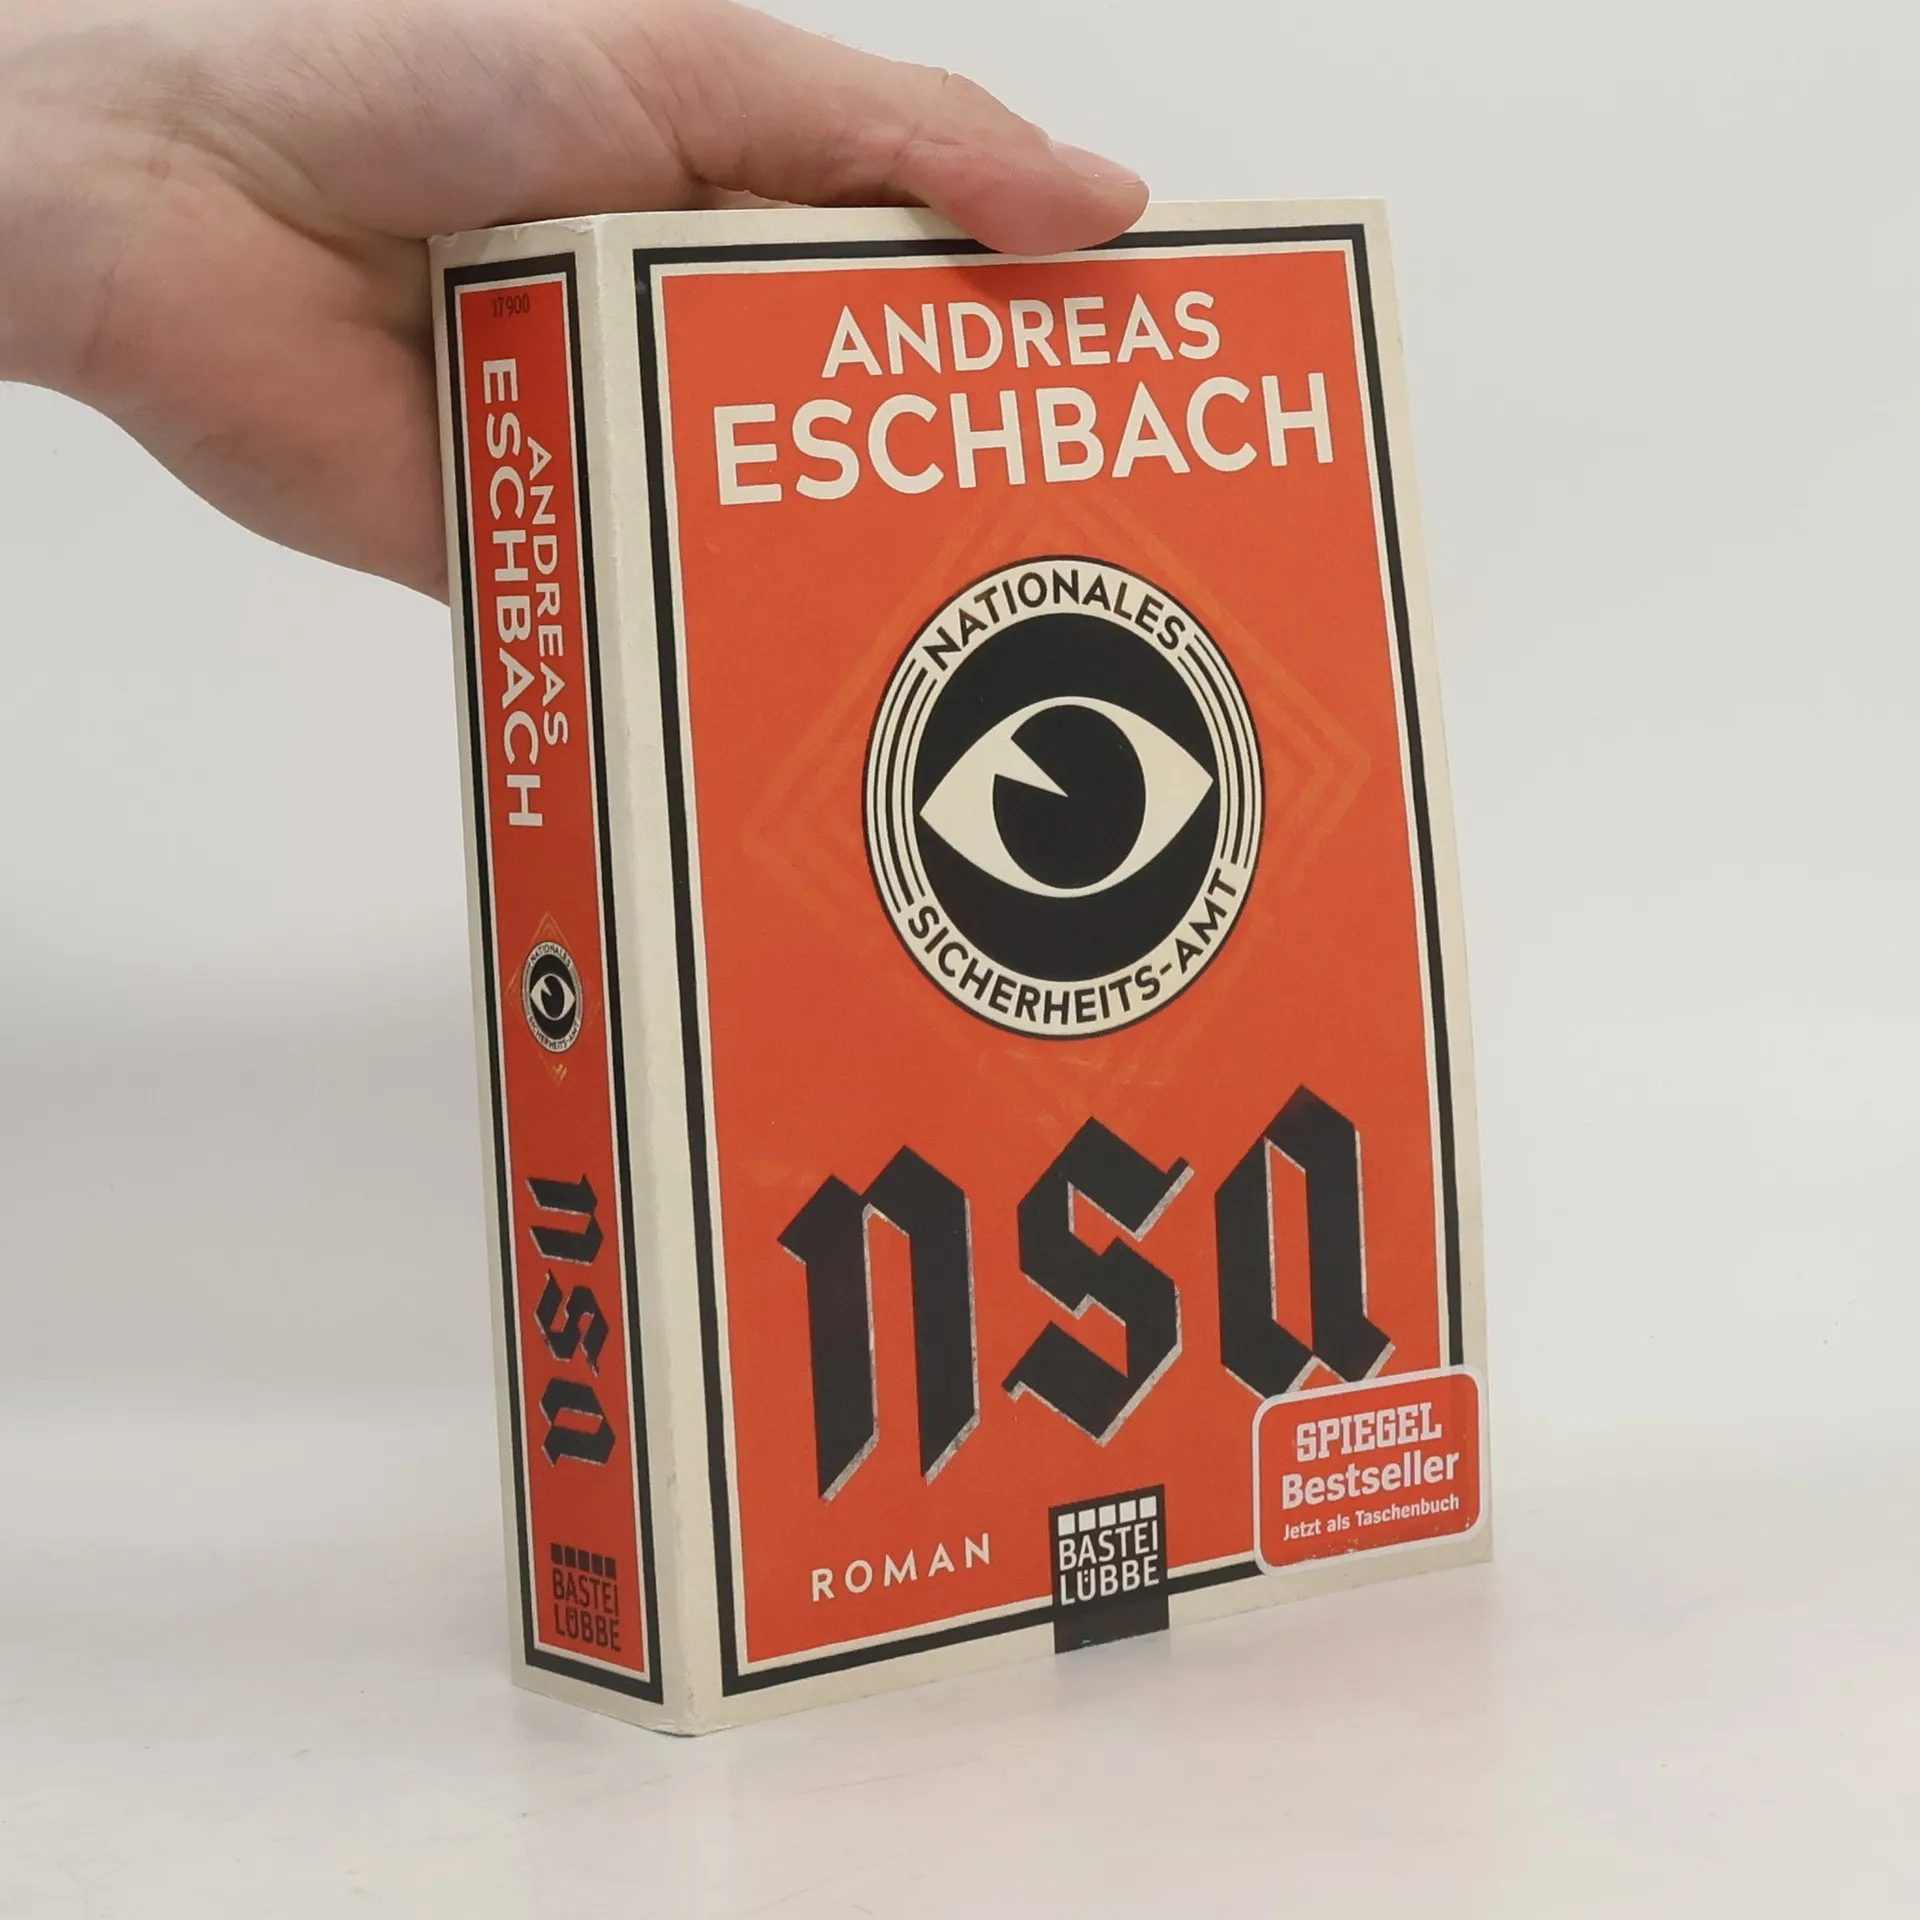 17900
ANDREAS
ESCHBACH
NATIONALES
SICHERHEITS-AMT
nsa
BASTEI
LÜBBE
ANDREAS
ESCHBACH
NATIONALES
SICHERHEITS-AMT
nsa
ROMAN
BASTEI
LÜBBE
SPIEGEL
Bestseller
Jetzt als Taschenbuch